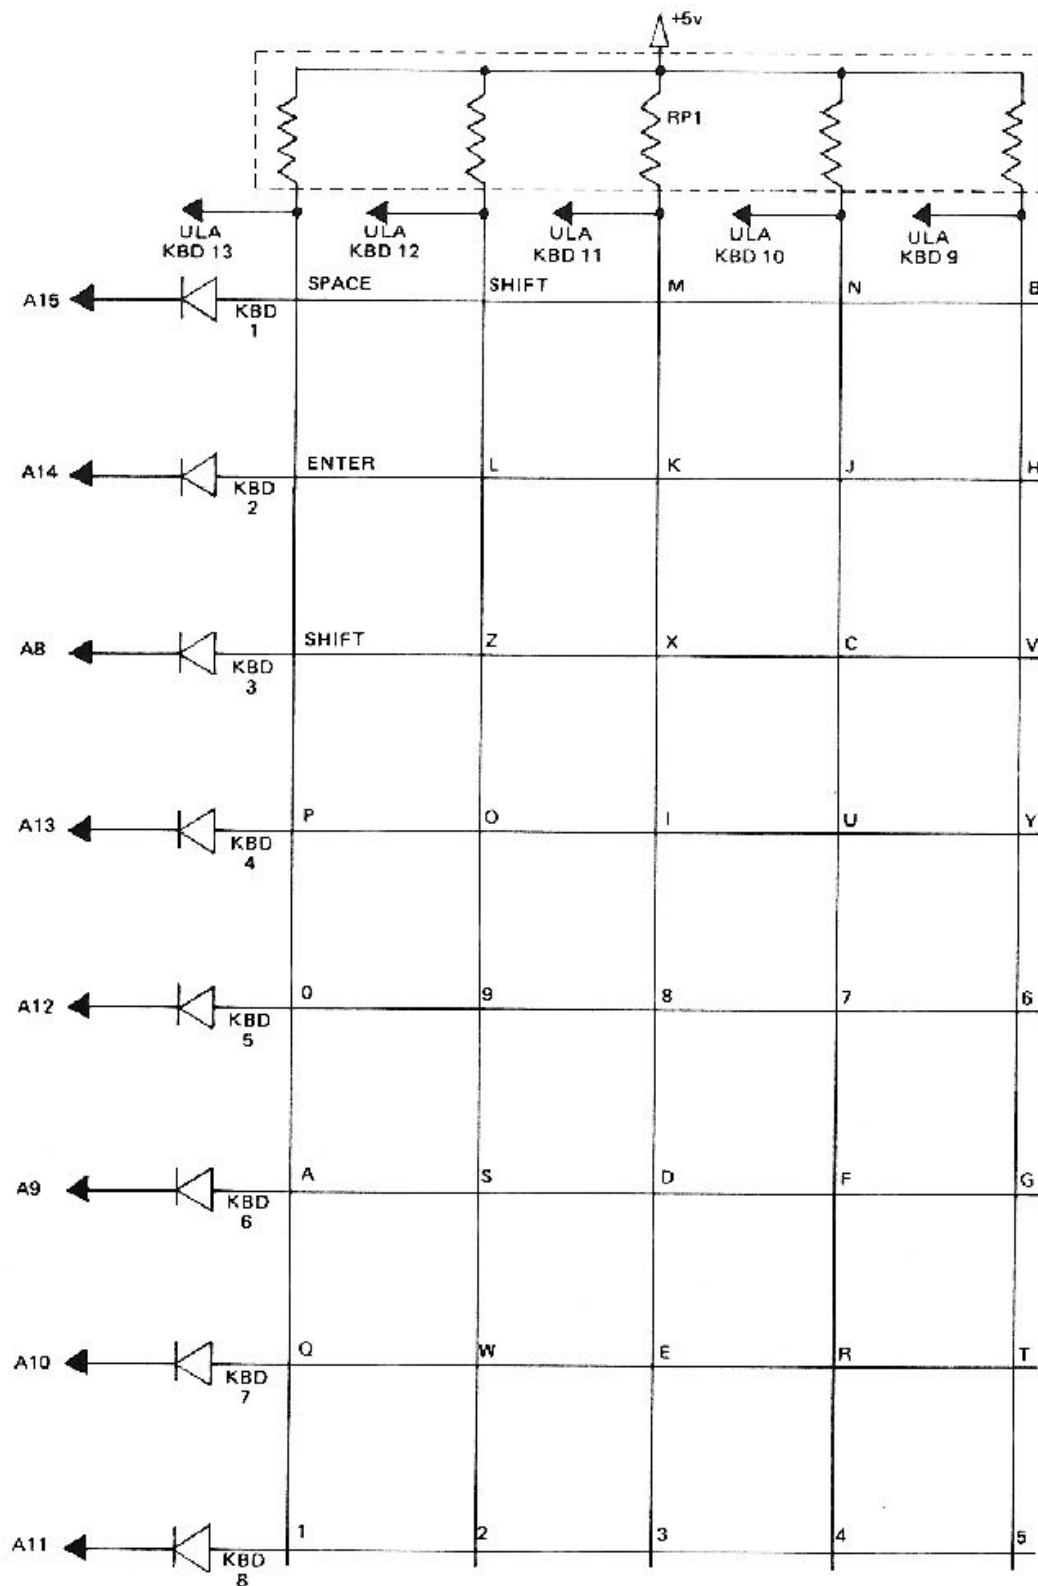 +5v
RP1
ULA KBD 13
ULA KBD 12
ULA KBD 11
ULA KBD 10
ULA KBD 9
A15 KBD 1 SPACE SHIFT M N B
A14 KBD 2 ENTER L K J H
A8 KBD 3 SHIFT Z X C V
A13 KBD 4 P O I U Y
A12 KBD 5 0 9 8 7 6
A9 KBD 6 A S D F G
A10 KBD 7 Q W E R T
A11 KBD 8 1 2 3 4 5